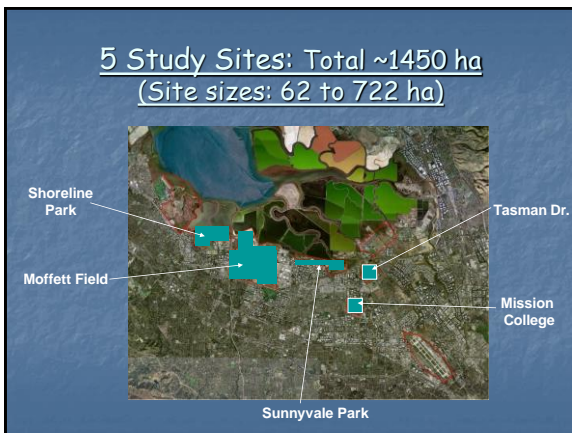 5 Study Sites: Total ~1450 ha
(Site sizes: 62 to 722 ha)
Shoreline
Park
Tasman Dr.
Moffett Field
Mission
College
Sunnyvale Park